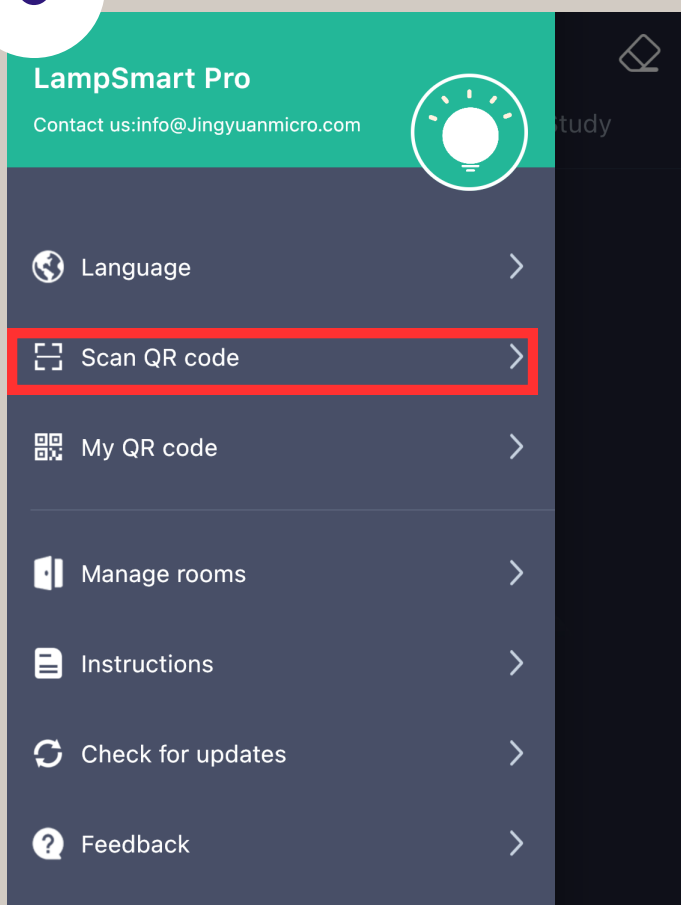 LampSmart Pro
Contact us:info@Jingyuanmicro.com
Study
Language
Scan QR code
My QR code
Manage rooms
Instructions
Check for updates
Feedback